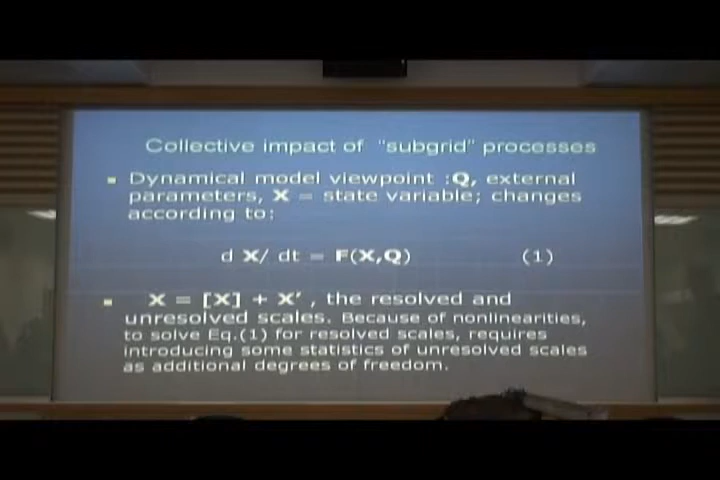 Collective impact of "subgrid" processes
Dynamical model viewpoint :Q, external
parameters, X = state variable; changes
according to:
d X/ dt = F(X,Q) (1)
X = [X] + X' , the resolved and
unresolved scales. Because of nonlinearities,
to solve Eq.(1) for resolved scales, requires
introducing some statistics of unresolved scales
as additional degrees of freedom.